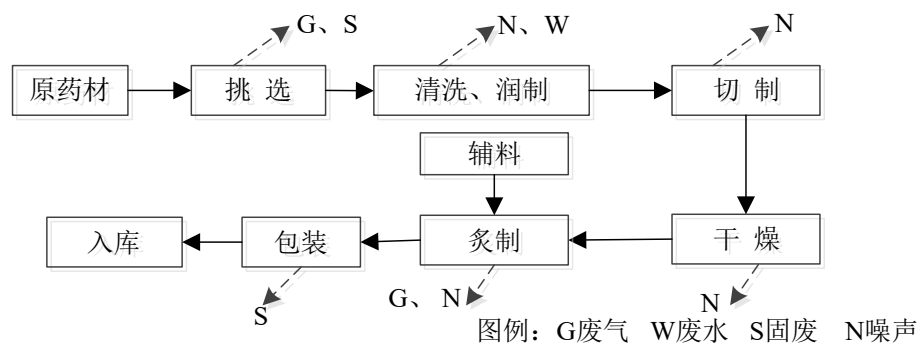 G、S
N、W
N
原药材
挑 选
清洗、润制
切 制
辅料
入库
包装
炙制
干 燥
S
G、 N
N
图例：G废气 W废水 S固废 N噪声